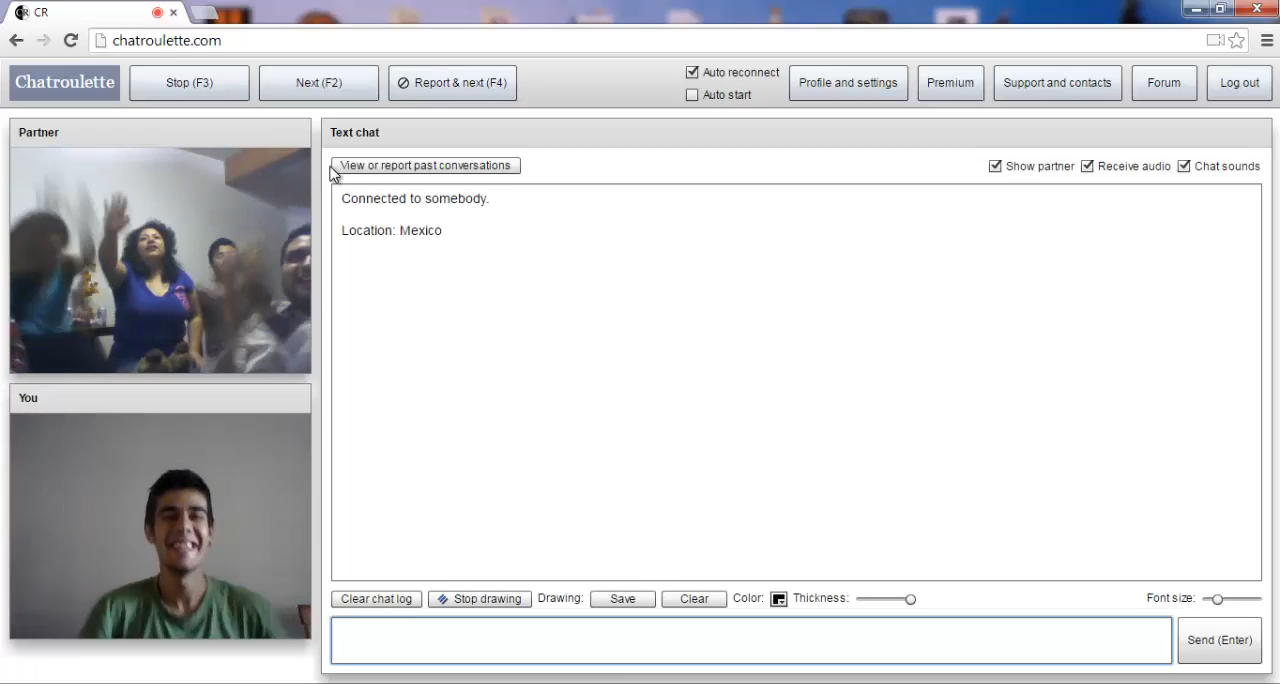 CR
chatroulette.com
Chatroulette
Stop (F3)
Next (F2)
Report & next (F4)
Auto reconnect
Auto start
Profile and settings
Premium
Support and contacts
Forum
Log out
Partner
You
Text chat
View or report past conversations
Show partner
Receive audio
Chat sounds
Connected to somebody.
Location: Mexico
Clear chat log
Stop drawing
Drawing:
Save
Clear
Color:
Thickness:
Font size:
Send (Enter)